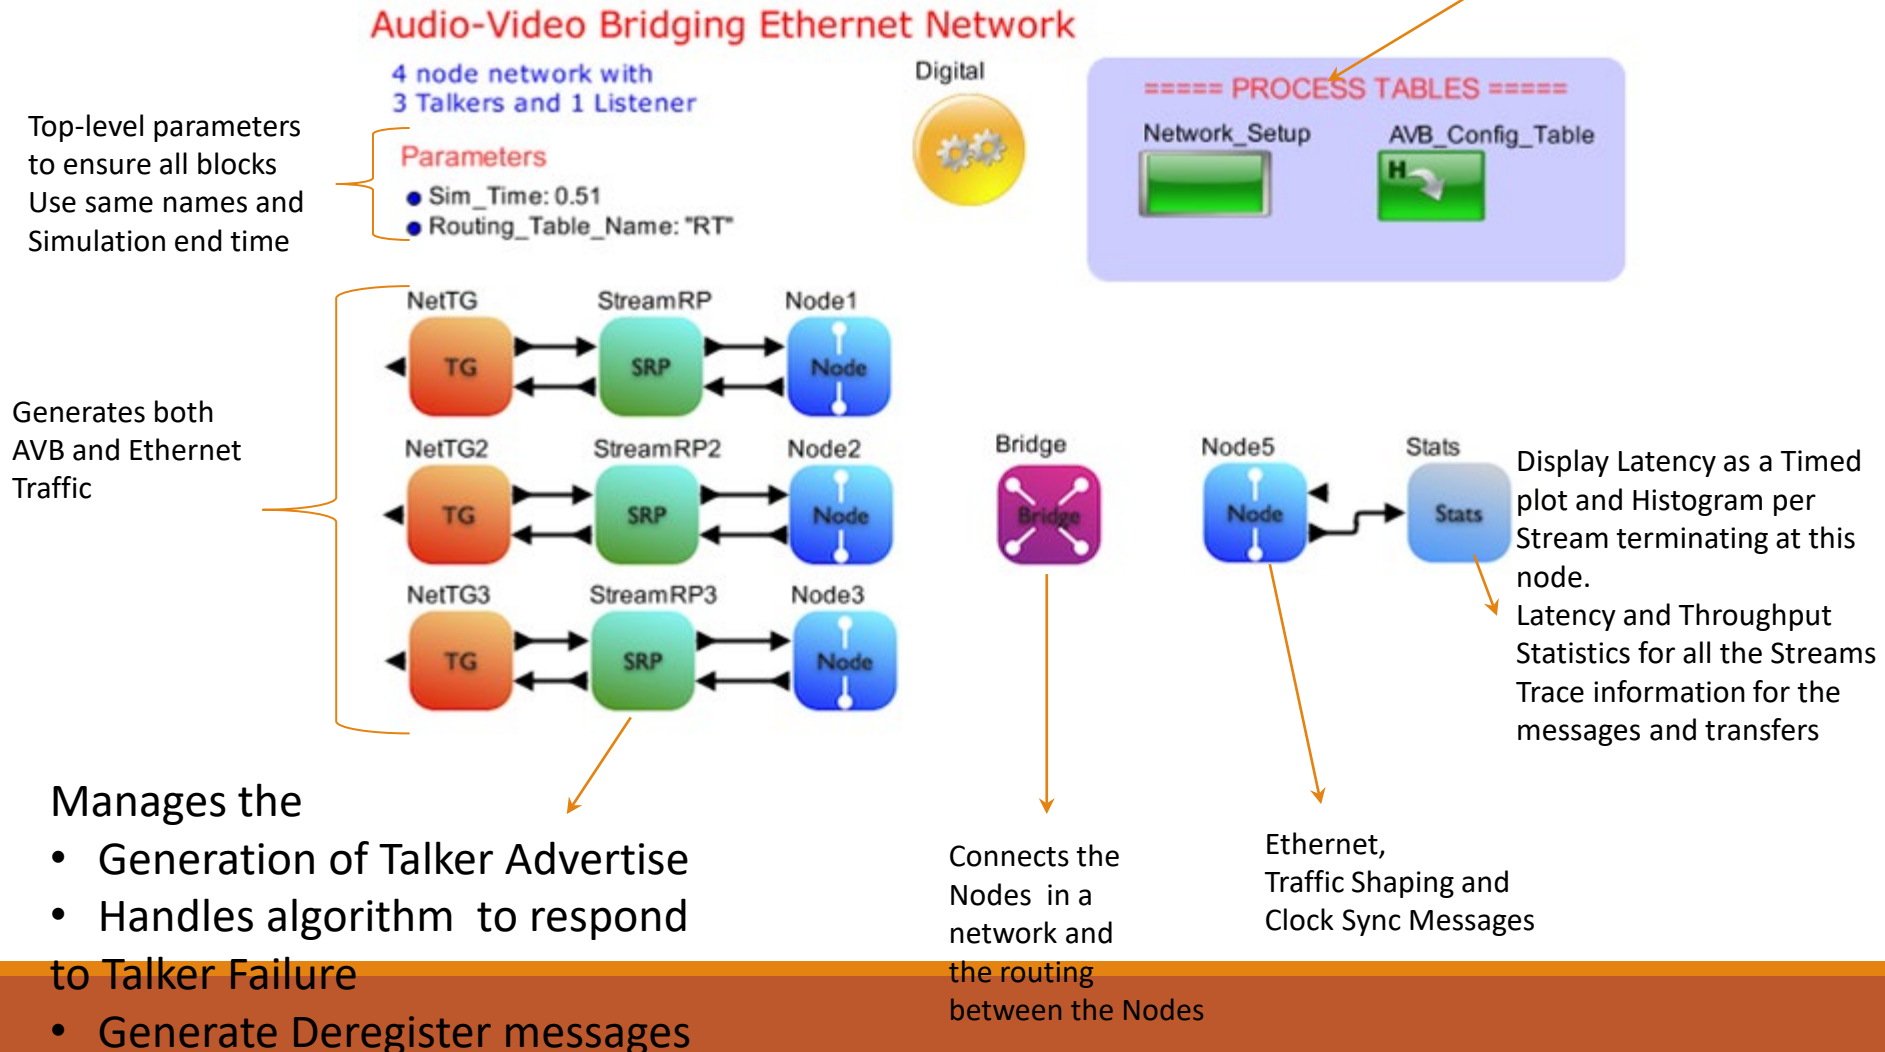 Audio-Video Bridging Ethernet Network
4 node network with
3 Talkers and 1 Listener
Digital
===== PROCESS TABLES =====
Network_Setup
AVB_Config_Table
H
Top-level parameters
to ensure all blocks
Use same names and
Simulation end time
Parameters
Sim_Time: 0.51
Routing_Table_Name: "RT"
NetTG
StreamRP
Node1
TG
SRP
Node
Generates both
AVB and Ethernet
Traffic
NetTG2
StreamRP2
Node2
TG
SRP
Node
Bridge
Bridge
Node5
Node
Stats
Stats
Display Latency as a Timed
plot and Histogram per
Stream terminating at this
node.
Latency and Throughput
Statistics for all the Streams
Trace information for the
messages and transfers
NetTG3
StreamRP3
Node3
TG
SRP
Node
Manages the
• Generation of Talker Advertise
• Handles algorithm to respond
to Talker Failure
• Generate Deregister messages
Connects the
Nodes in a
network and
the routing
between the Nodes
Ethernet,
Traffic Shaping and
Clock Sync Messages